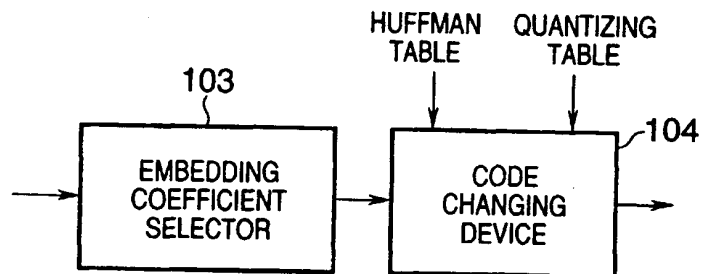 HUFFMAN
TABLE
QUANTIZING
TABLE
103
104
EMBEDDING
COEFFICIENT
SELECTOR
CODE
CHANGING
DEVICE